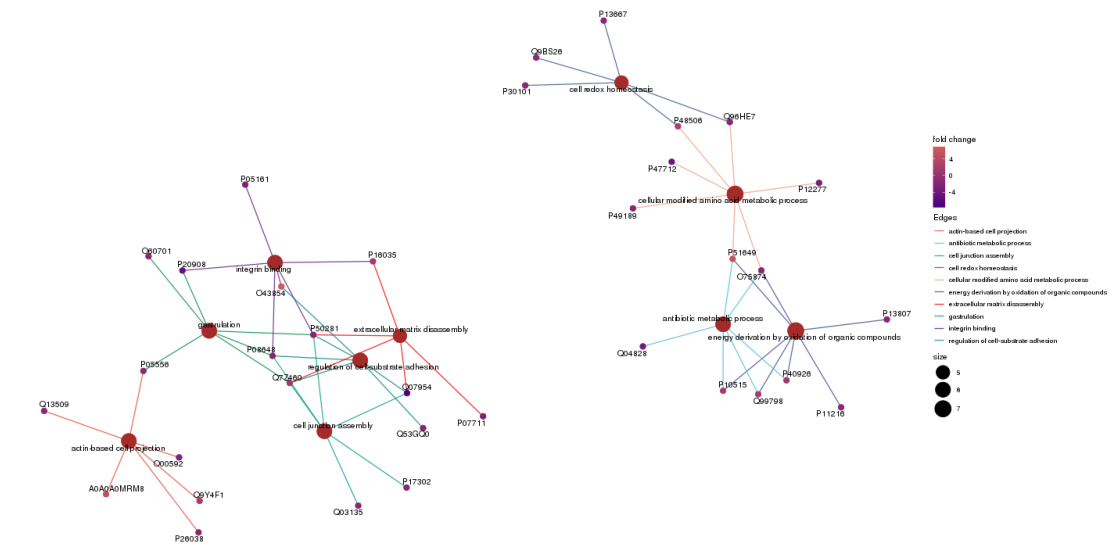 P13667
Q9BS26
P30101
cell redox homeostasis
P48506
Q96HE7
P47712
P12277
cellular modified amino acid metabolic process
P49189
P51649
O75874
antibiotic metabolic process
P13807
energy derivation by oxidation of organic compounds
Q04828
P40926
P10515
Q99798
P11216
P05161
Q60701
P20908
integrin binding
P16035
O43854
gastrulation
P50281
extracellular matrix disassembly
P08648
P05556
regulation of cell-substrate adhesion
Q77460
Q07954
Q13509
P07711
cell junction assembly
Q53GQ0
actin-based cell projection
Q00592
A0A0A0MRM8
Q9Y4F1
P17302
Q03135
P26038
fold change
4
0
-4
Edges
actin-based cell projection
antibiotic metabolic process
cell junction assembly
cell redox homeostasis
cellular modified amino acid metabolic process
energy derivation by oxidation of organic compounds
extracellular matrix disassembly
gastrulation
integrin binding
regulation of cell-substrate adhesion
size
5
6
7